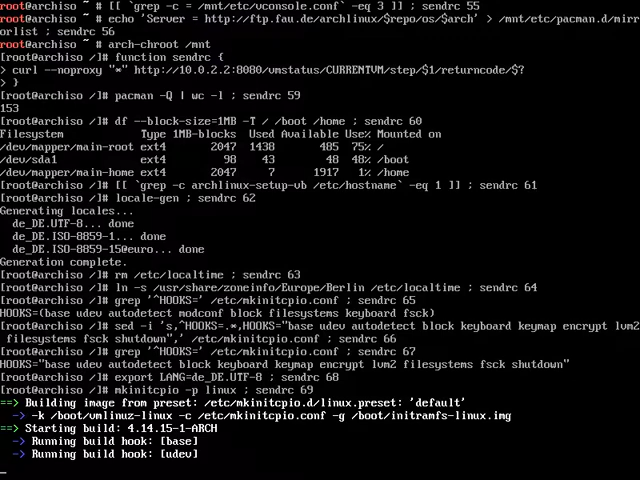 root@archiso ~ # [[ `grep -c = /mnt/etc/vconsole.conf` -eq 3 ]] ; sendrc 55
root@archiso ~ # echo 'Server = http://ftp.fau.de/archlinux/$repo/os/$arch' > /mnt/etc/pacman.d/mirr
orlist ; sendrc 56
root@archiso ~ # arch-chroot /mnt
[root@archiso /]# function sendrc {
> curl --noproxy "*" http://10.0.2.2:8080/vmstatus/CURRENTVM/step/$1/returncode/$?
> }
[root@archiso /]# pacman -Q | wc -l ; sendrc 59
153
[root@archiso /]# df --block-size=1MB -T / /boot /home ; sendrc 60
Filesystem Type 1MB-blocks Used Available Use% Mounted on
/dev/mapper/main-root ext4 2047 1438 485 75% /
/dev/sda1 ext4 98 43 48 48% /boot
/dev/mapper/main-home ext4 2047 7 1917 1% /home
[root@archiso /]# [[ `grep -c archlinux-setup-vb /etc/hostname` -eq 1 ]] ; sendrc 61
[root@archiso /]# locale-gen ; sendrc 62
Generating locales...
de_DE.UTF-8... done
de_DE.ISO-8859-1... done
de_DE.ISO-8859-15@euro... done
Generation complete.
[root@archiso /]# rm /etc/localtime ; sendrc 63
[root@archiso /]# ln -s /usr/share/zoneinfo/Europe/Berlin /etc/localtime ; sendrc 64
[root@archiso /]# grep '^HOOKS=' /etc/mkinitcpio.conf ; sendrc 65
HOOKS=(base udev autodetect modconf block filesystems keyboard fsck)
[root@archiso /]# sed -i 's,^HOOKS=.*,HOOKS="base udev autodetect block keyboard keymap encrypt lvm2
filesystems fsck shutdown",' /etc/mkinitcpio.conf ; sendrc 66
[root@archiso /]# grep '^HOOKS=' /etc/mkinitcpio.conf ; sendrc 67
HOOKS="base udev autodetect block keyboard keymap encrypt lvm2 filesystems fsck shutdown"
[root@archiso /]# export LANG=de_DE.UTF-8 ; sendrc 68
[root@archiso /]# mkinitcpio -p linux ; sendrc 69
==> Building image from preset: /etc/mkinitcpio.d/linux.preset: 'default'
-> -k /boot/vmlinuz-linux -c /etc/mkinitcpio.conf -g /boot/initramfs-linux.img
==> Starting build: 4.14.15-1-ARCH
-> Running build hook: [base]
-> Running build hook: [udev]